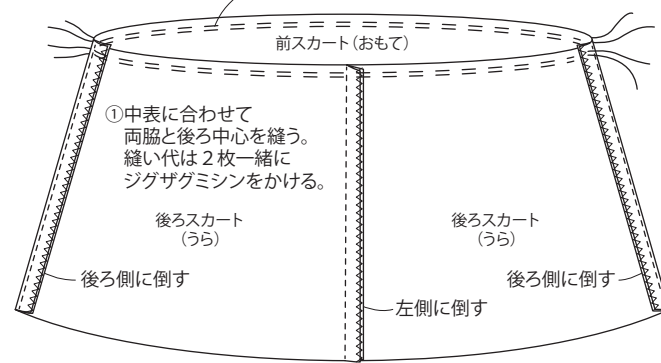 前スカート（おもて）
①中表に合わせて
両脇と後ろ中心を縫う。
縫い代は２枚一緒に
ジグザグミシンをかける。
後ろスカート
（うら）
後ろスカート
（うら）
後ろ側に倒す
後ろ側に倒す
左側に倒す